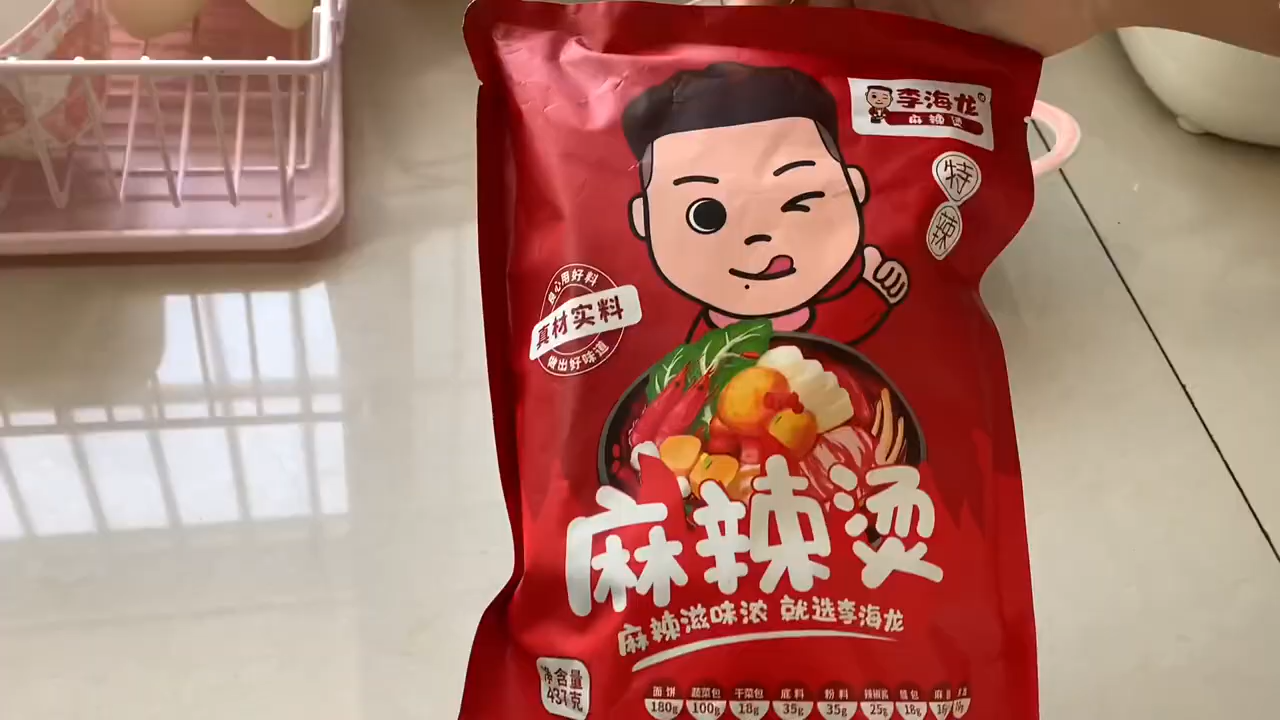 李海龙
麻辣烫
特
辣
良心用好料
真材实料
做出好味道
麻辣烫
麻辣滋味浓 就选李海龙
净含量
437克
面饼 蔬菜包 干菜包 底料 粉料 辣椒酱
180g 100g 18g 35g 35g 25g 18g